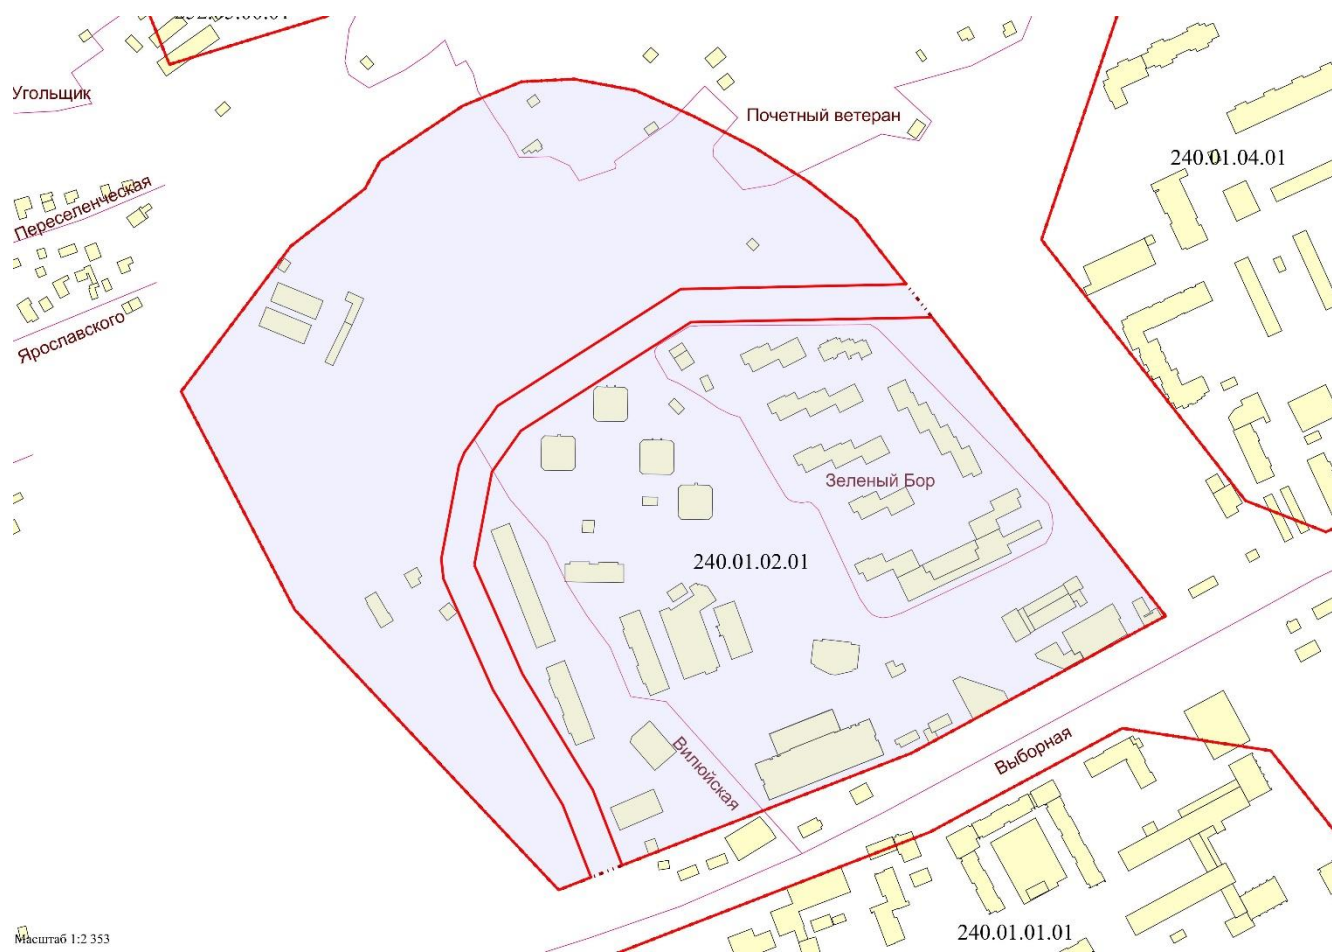 Угольщик
Почетный ветеран
240.01.04.01
Переселенческая
Ярославского
Зеленый Бор
240.01.02.01
Вилюйская
Выборная
240.01.01.01
Масштаб 1:2 353